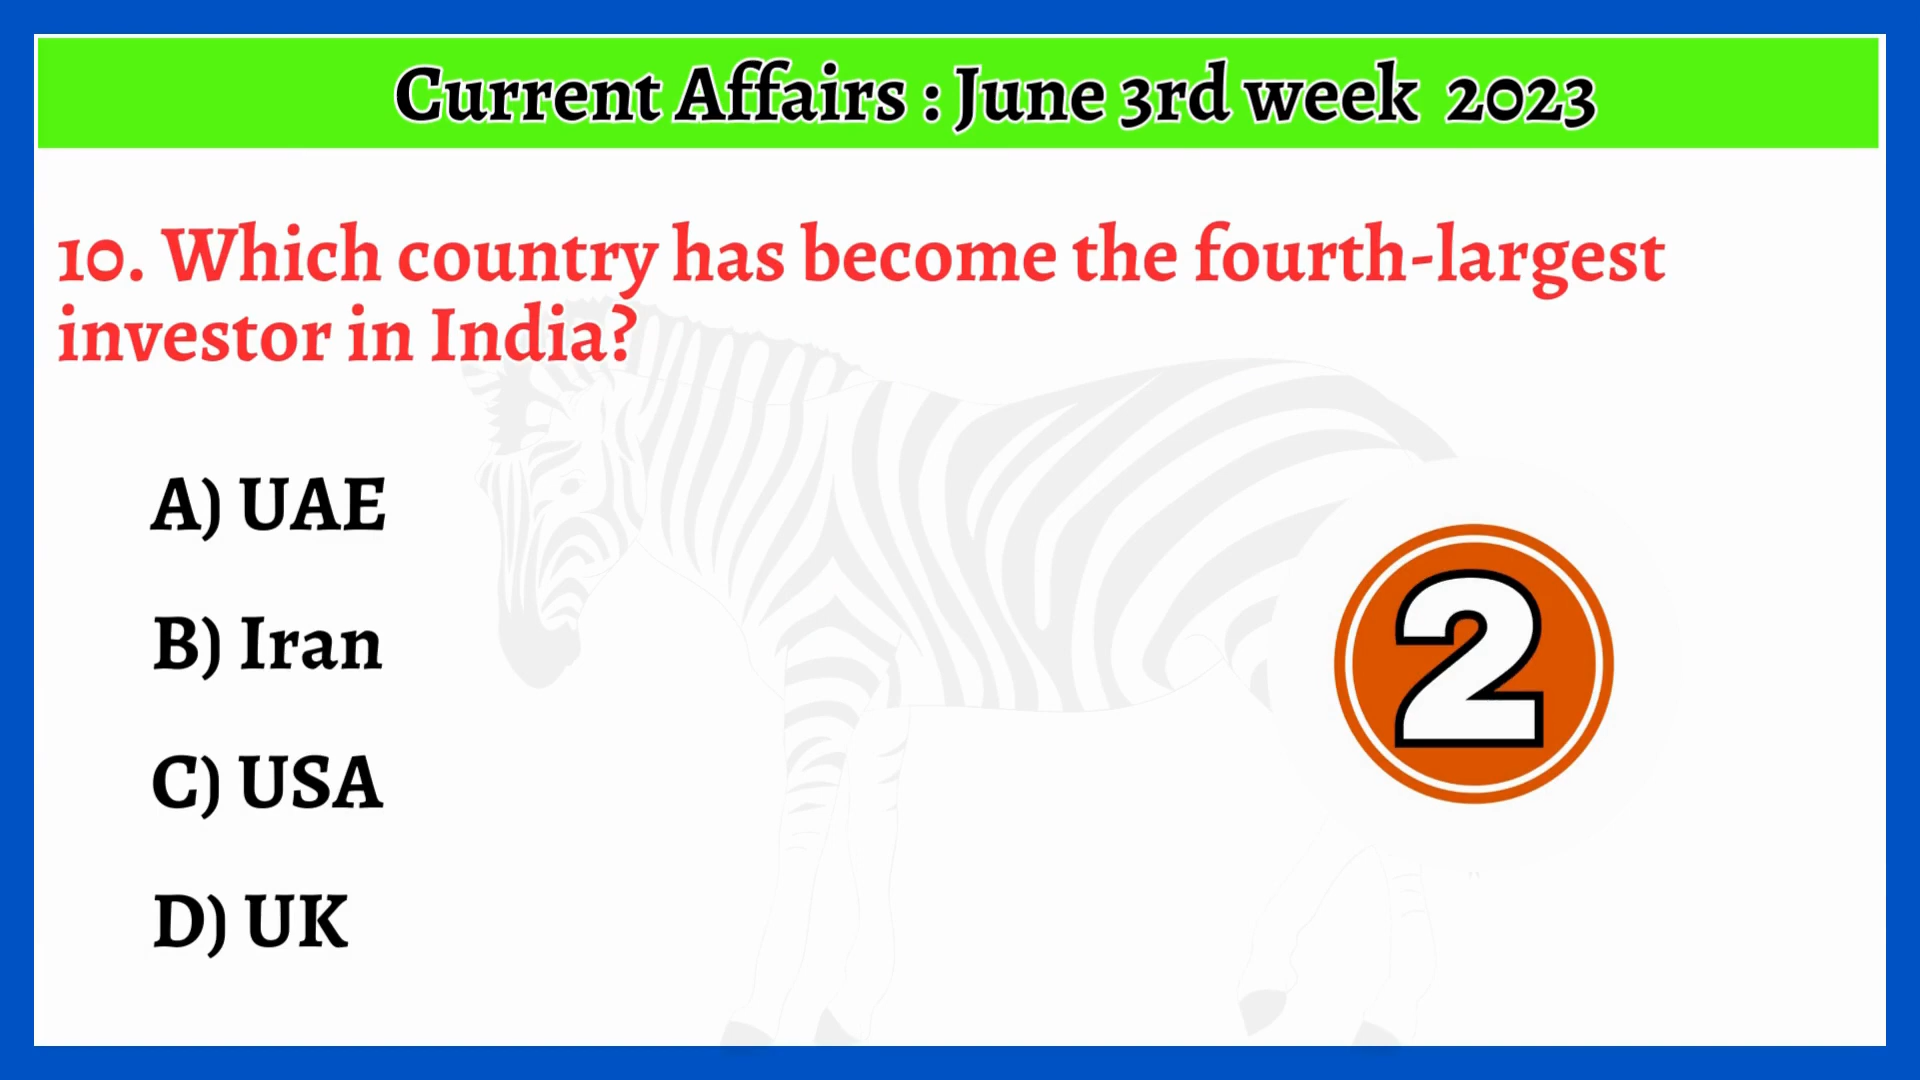 Current Affairs : June 3rd week 2023
10. Which country has become the fourth-largest
investor in India?
A) UAE
B) Iran
2
C) USA
D) UK